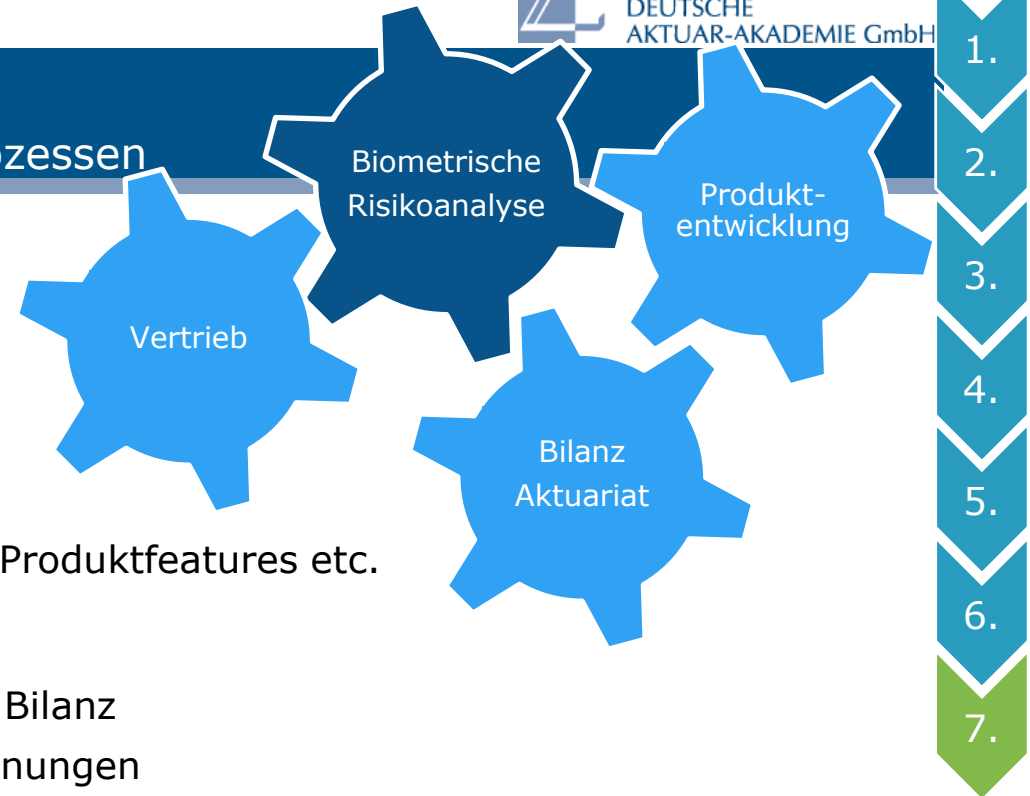 DEUTSCHE
AKTUAR-AKADEMIE GmbH
ozessen
Biometrische
Risikoanalyse
Produkt-
entwicklung
Vertrieb
Bilanz
Aktuariat
Produktfeatures etc.
Bilanz
nungen
1.
2.
3.
4.
5.
6.
7.